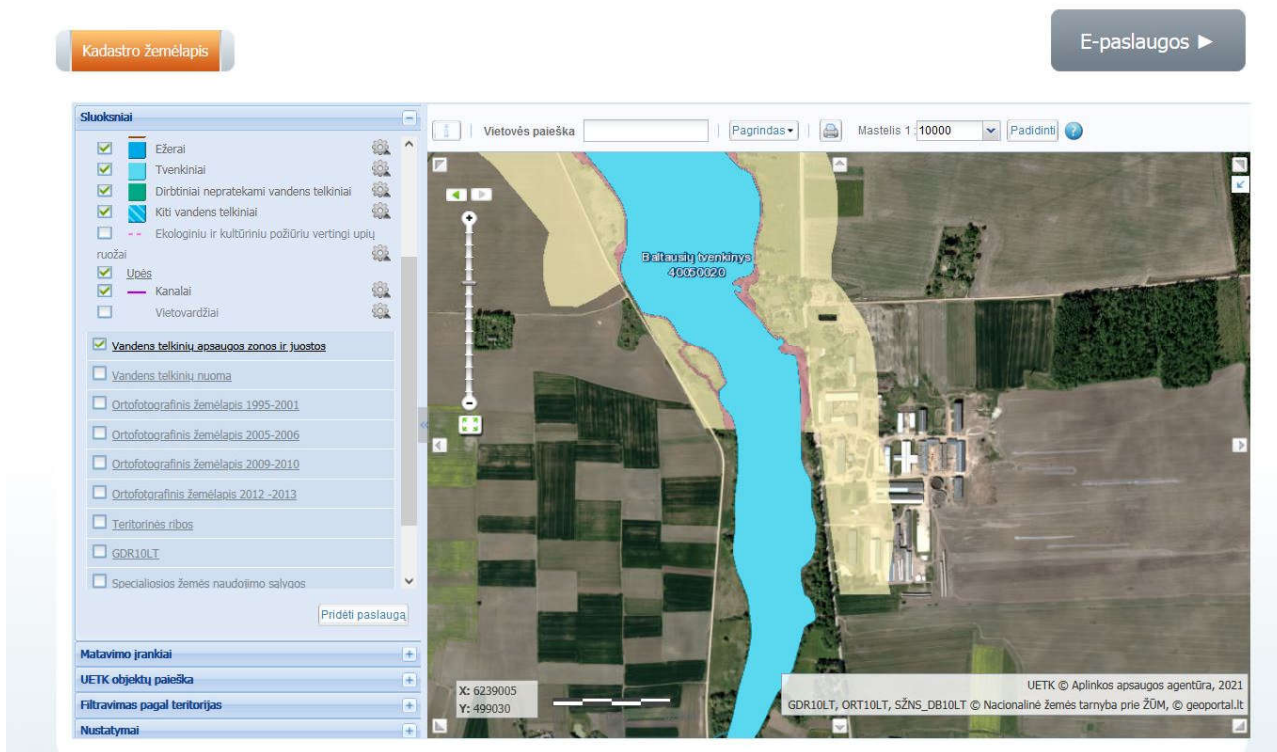 Kadastro žemėlapis
E-paslaugos ►
Sluoksniai
Ežerai
Tvenkiniai
Dirbtiniai nepratekami vandens telkiniai
Kiti vandens telkiniai
Ekologiniu ir kultūriniu požiūriu vertingi upių
ruožai
Upės
Kanalai
Vietovardžiai
Vandens telkinių apsaugos zonos ir juostos
Vandens telkinių nuoma
Ortofotografinis žemėlapis 1995-2001
Ortofotografinis žemėlapis 2005-2006
Ortofotografinis žemėlapis 2009-2010
Ortofotografinis žemėlapis 2012 -2013
Teritorinės ribos
GDR10LT
Specialiosios žemės naudojimo sąlygos
Pridėti paslaugą
Matavimo įrankiai
UETK objektų paieška
Filtravimas pagal teritorijas
Nustatymai
Vietovės paieška
Pagrindas
Mastelis 1 : 10000
Padidinti
Baltausių tvenkinys
40050020
X: 6239005
Y: 499030
UETK © Aplinkos apsaugos agentūra, 2021
GDR10LT, ORT10LT, SŽNS_DB10LT © Nacionalinė žemės tarnyba prie ŽŪM, © geoportal.lt